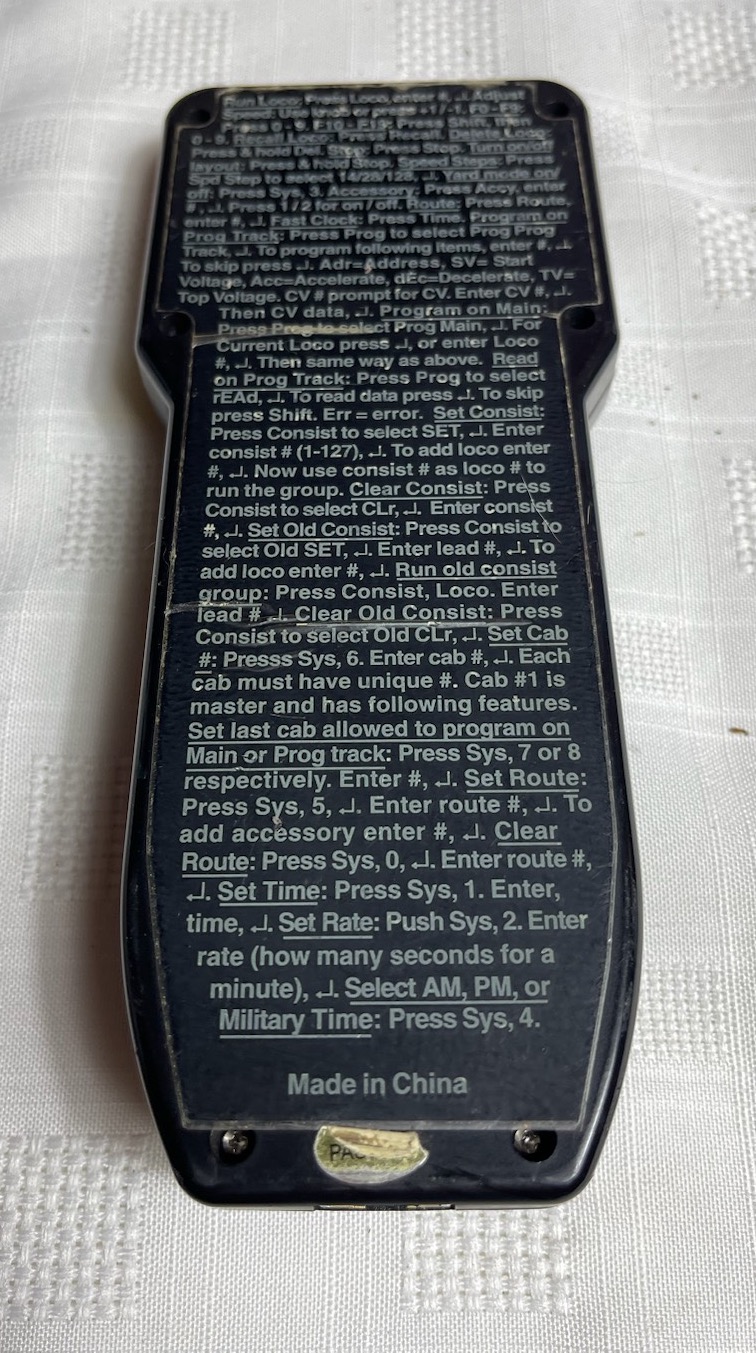 Run Loco: Press Loco, enter #, ↵. Adjust
Speed: Use knob or press +1 / -1. F0 - F9:
Press 0 - 9. F10 - F19: Press Shift, then
0 - 9. Recall Loco: Press Recall. Delete Loco:
Press & hold Del. Stop: Press Stop. Turn on/off
layout: Press & hold Stop. Speed Steps: Press
Spd Step to select 14/28/128, ↵. Yard mode on/
off: Press Sys, 3. Accessory: Press Accy, enter
#, ↵. Press 1 / 2 for on / off. Route: Press Route,
enter #, ↵. Fast Clock: Press Time. Program on
Prog Track: Press Prog to select Prog Prog
Track, ↵. To program following items, enter #, ↵.
To skip press ↵. Adr=Address, SV= Start
Voltage, Acc=Accelerate, dEc=Decelerate, TV=
Top Voltage. CV # prompt for CV. Enter CV #, ↵.
Then CV data, ↵. Program on Main:
Press Prog to select Prog Main, ↵. For
Current Loco press ↵, or enter Loco
#, ↵. Then same way as above. Read
on Prog Track: Press Prog to select
rEAd, ↵. To read data press ↵. To skip
press Shift. Err = error. Set Consist:
Press Consist to select SET, ↵. Enter
consist # (1-127), ↵. To add loco enter
#, ↵. Now use consist # as loco # to
run the group. Clear Consist: Press
Consist to select CLr, ↵. Enter consist
#, ↵. Set Old Consist: Press Consist to
select Old SET, ↵. Enter lead #, ↵. To
add loco enter #, ↵. Run old consist
group: Press Consist, Loco. Enter
lead #, ↵. Clear Old Consist: Press
Consist to select Old CLr, ↵. Set Cab
#: Presss Sys, 6. Enter cab #, ↵. Each
cab must have unique #. Cab #1 is
master and has following features.
Set last cab allowed to program on
Main or Prog track: Press Sys, 7 or 8
respectively. Enter #, ↵. Set Route:
Press Sys, 5, ↵. Enter route #, ↵. To
add accessory enter #, ↵. Clear
Route: Press Sys, 0, ↵. Enter route #,
↵. Set Time: Press Sys, 1. Enter,
time, ↵. Set Rate: Push Sys, 2. Enter
rate (how many seconds for a
minute), ↵. Select AM, PM, or
Military Time: Press Sys, 4.
Made in China